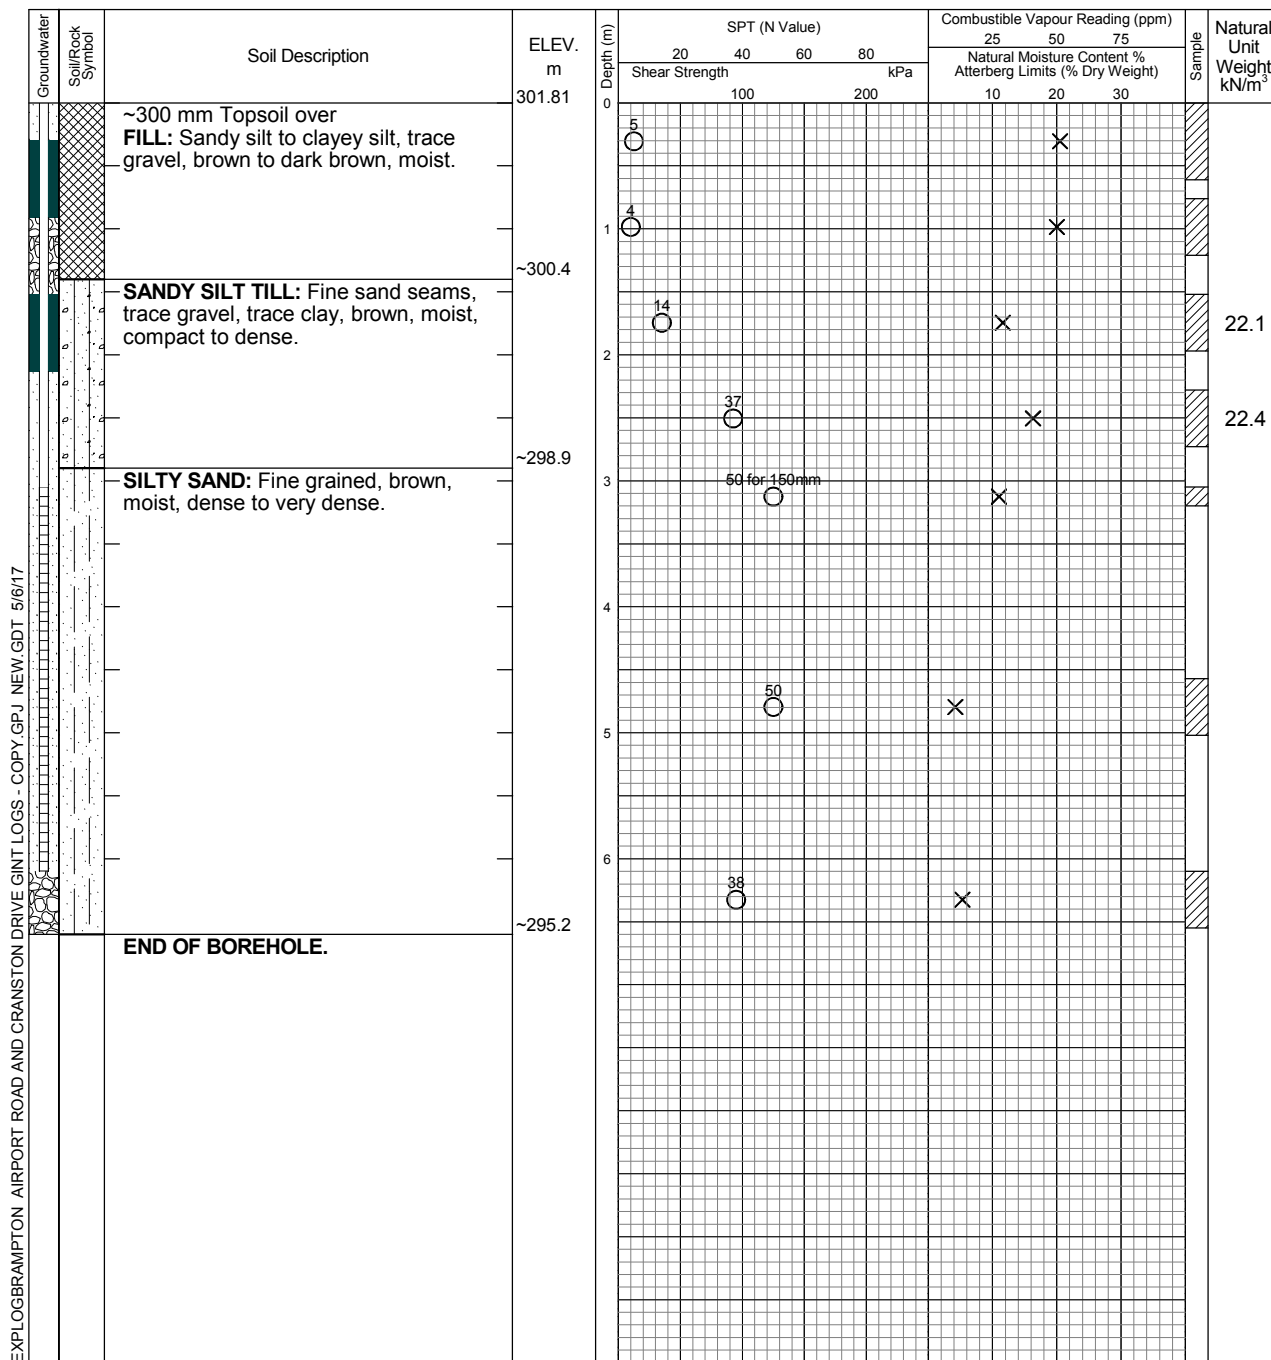 Groundwater
Soil/Rock
Symbol
Soil Description
ELEV.
m
301.81
Depth (m)
SPT (N Value)
20 40 60 80
Shear Strength kPa
100 200
Combustible Vapour Reading (ppm)
25 50 75
Natural Moisture Content %
Atterberg Limits (% Dry Weight)
10 20 30
Sample
Natural
Unit
Weight
kN/m³
0
~300 mm Topsoil over
FILL: Sandy silt to clayey silt, trace
gravel, brown to dark brown, moist.
5
4
1
~300.4
SANDY SILT TILL: Fine sand seams,
trace gravel, trace clay, brown, moist,
compact to dense.
14
22.1
2
37
22.4
~298.9
SILTY SAND: Fine grained, brown,
moist, dense to very dense.
50 for 150mm
3
4
50
5
6
38
~295.2
END OF BOREHOLE.
EXPLOGBRAMPTON AIRPORT ROAD AND CRANSTON DRIVE GINT LOGS - COPY.GPJ NEW.GDT 5/6/17